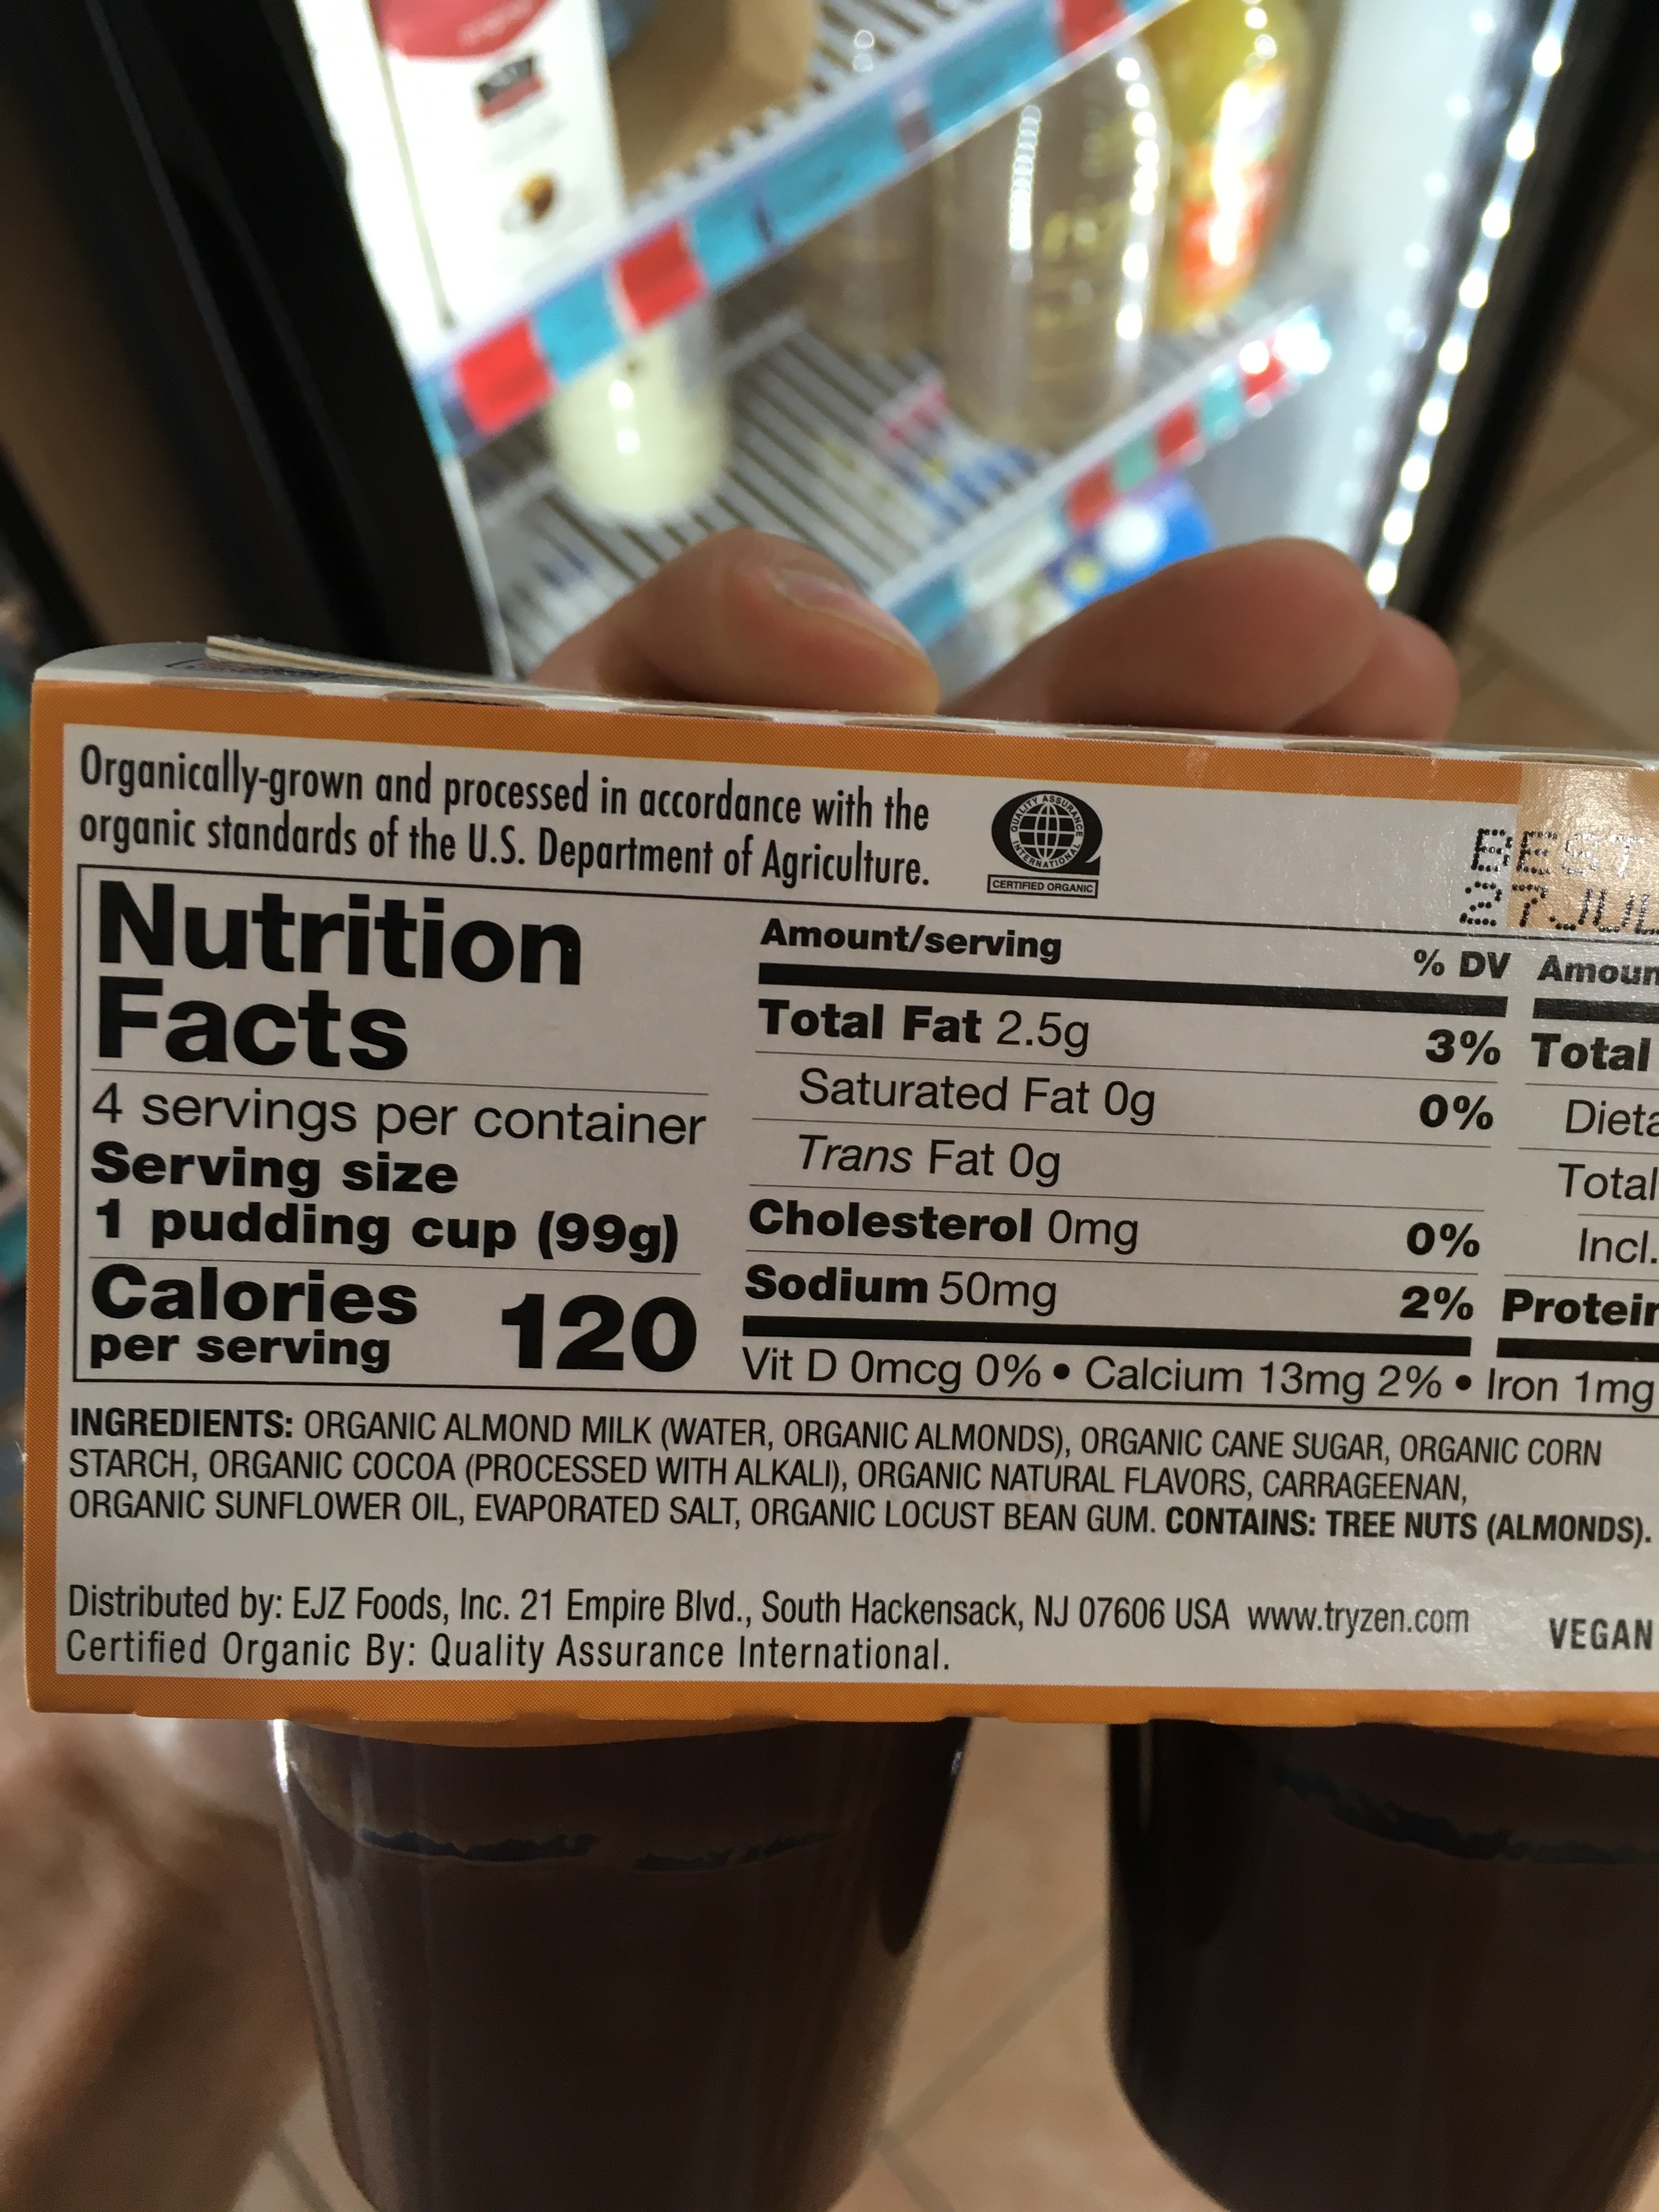 Organically-grown and processed in accordance with the
organic standards of the U.S. Department of Agriculture.
QUALITY ASSURANCE
INTERNATIONAL
CERTIFIED ORGANIC
BEST
27JUL
Nutrition
Facts
4 servings per container
Serving size
1 pudding cup (99g)
Calories
per serving
120
Amount/serving % DV
Total Fat 2.5g 3%
Saturated Fat 0g 0%
Trans Fat 0g
Cholesterol 0mg 0%
Sodium 50mg 2%
Amoun
Total
Dieta
Total
Incl.
Protein
Vit D 0mcg 0% • Calcium 13mg 2% • Iron 1mg
INGREDIENTS: ORGANIC ALMOND MILK (WATER, ORGANIC ALMONDS), ORGANIC CANE SUGAR, ORGANIC CORN
STARCH, ORGANIC COCOA (PROCESSED WITH ALKALI), ORGANIC NATURAL FLAVORS, CARRAGEENAN,
ORGANIC SUNFLOWER OIL, EVAPORATED SALT, ORGANIC LOCUST BEAN GUM. CONTAINS: TREE NUTS (ALMONDS).
Distributed by: EJZ Foods, Inc. 21 Empire Blvd., South Hackensack, NJ 07606 USA www.tryzen.com
Certified Organic By: Quality Assurance International.
VEGAN